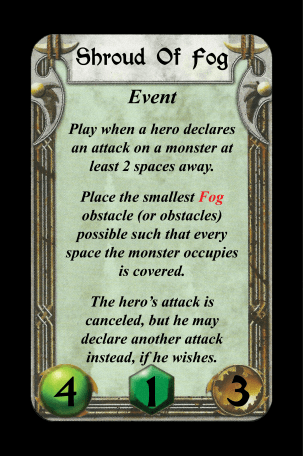 Shroud Of Fog
Event
Play when a hero declares
an attack on a monster at
least 2 spaces away.
Place the smallest Fog
obstacle (or obstacles)
possible such that every
space the monster occupies
is covered.
The hero's attack is
canceled, but he may
declare another attack
instead, if he wishes.
4 1 3